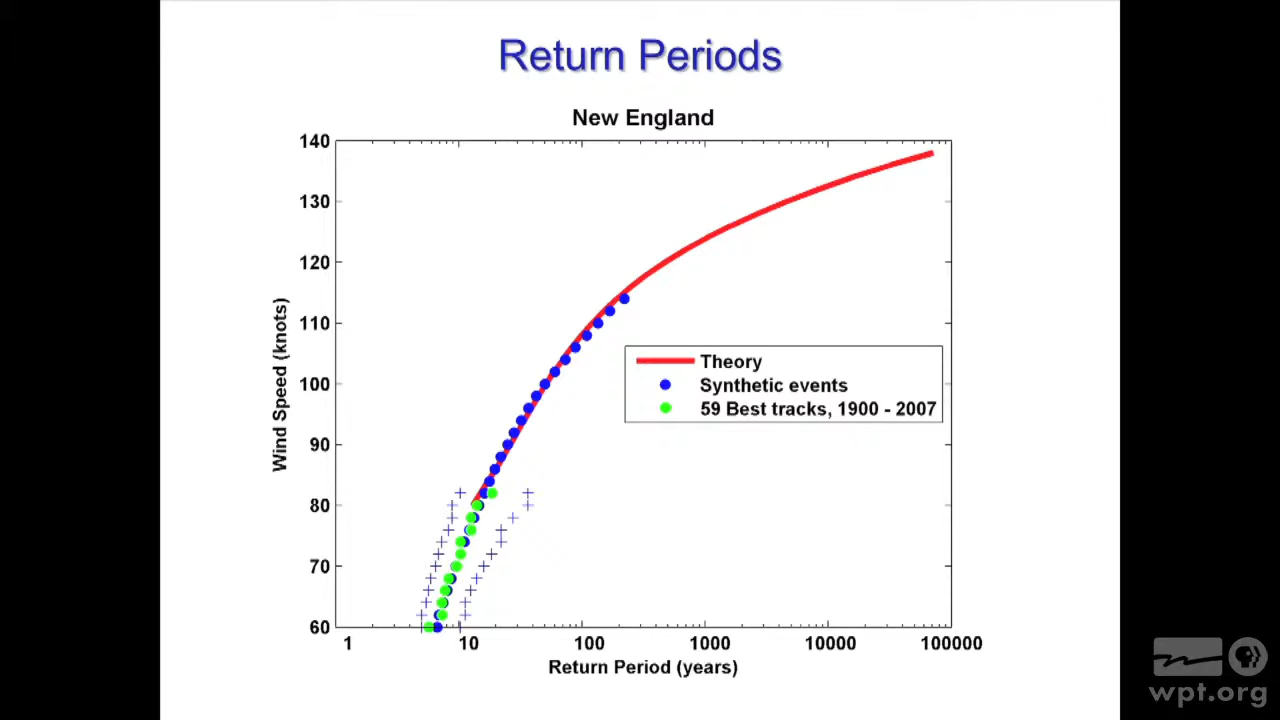 Return Periods
New England
140
130
120
110
100
90
80
70
60
Wind Speed (knots)
Theory
Synthetic events
59 Best tracks, 1900 - 2007
1 10 100 1000 10000 100000
Return Period (years)
PBS
wpt.org